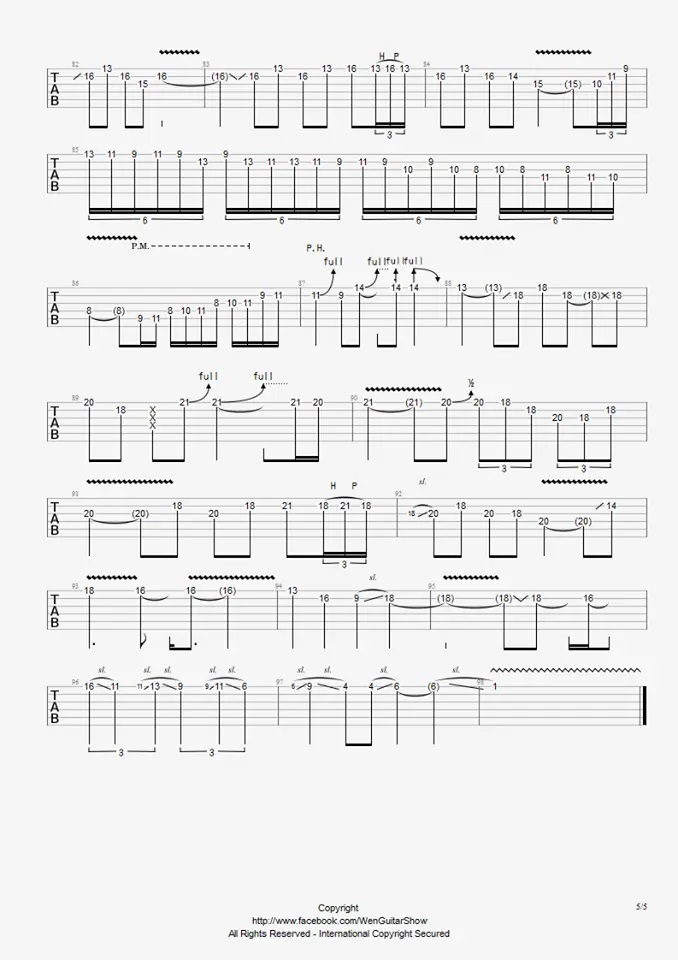 82 83 H P 84
T A B 16 13 16 15 16 (16) 16 13 16 13 16 13 16 13 16 13 16 14 15 (15) 10 11 9
3 3
85
T A B 13 11 9 11 9 13 9 13 11 13 11 9 11 9 10 9 10 8 10 8 11 8 11 10
6 6 6 6
P.M. P.H.
full full full full
86 87 88
T A B 8 (8) 9 11 8 10 11 8 10 11 9 11 11 9 14 14 14 13 (13) 18 18 18 (18) X 18
full full ½
89 90
T A B 20 18 X X X 21 21 21 20 21 (21) 20 20 18 18 20 18 18
3 3
H P sl.
91 92
T A B 20 (20) 18 20 18 21 18 21 18 18 20 18 20 18 20 (20) 14
3
sl.
93 94 95
T A B 18 16 16 (16) 13 16 9 18 (18) (18) 18 16
sl. sl. sl. sl. sl. sl. sl. sl.
96 97 98
T A B 16 11 11 13 9 9 11 6 6 9 4 4 6 (6) 1
3 3
Copyright
http://www.facebook.com/WenGuitarShow
All Rights Reserved - International Copyright Secured
5/5